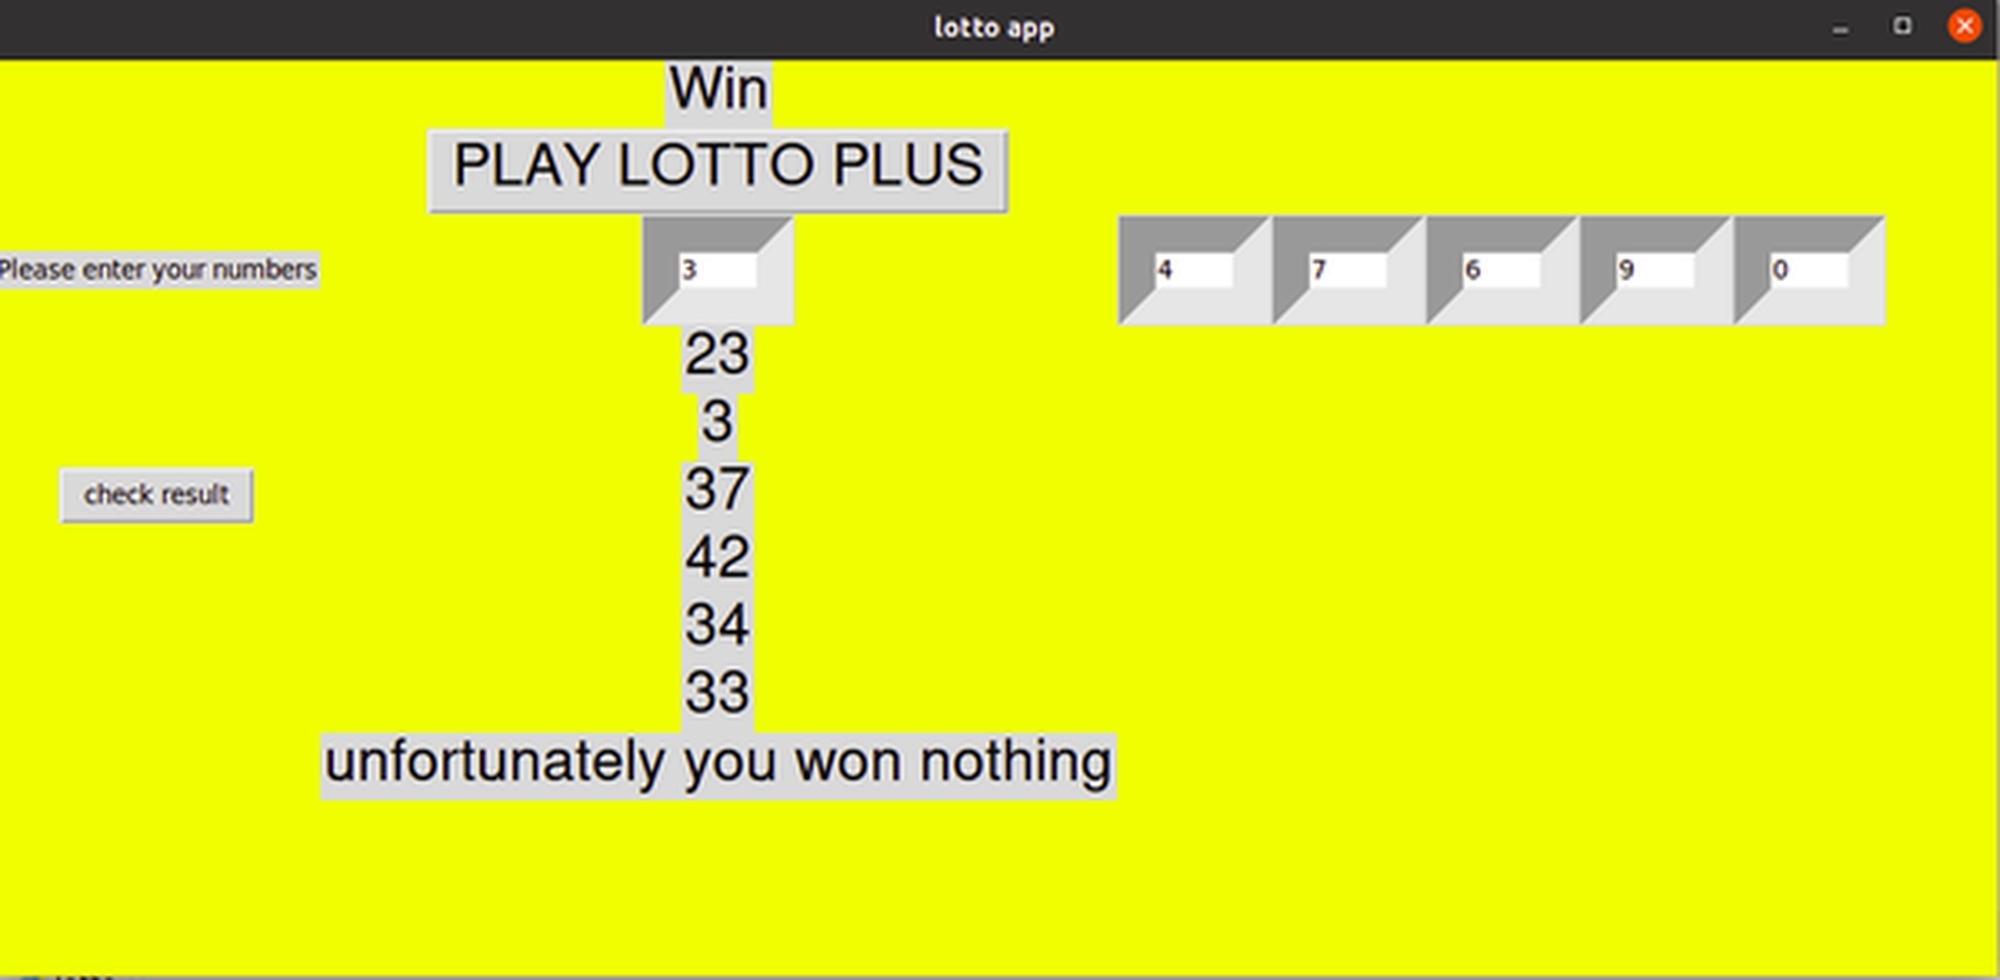 lotto app
Win
PLAY LOTTO PLUS
Please enter your numbers 3 4 7 6 9 0
23
3
37
check result
42
34
33
unfortunately you won nothing